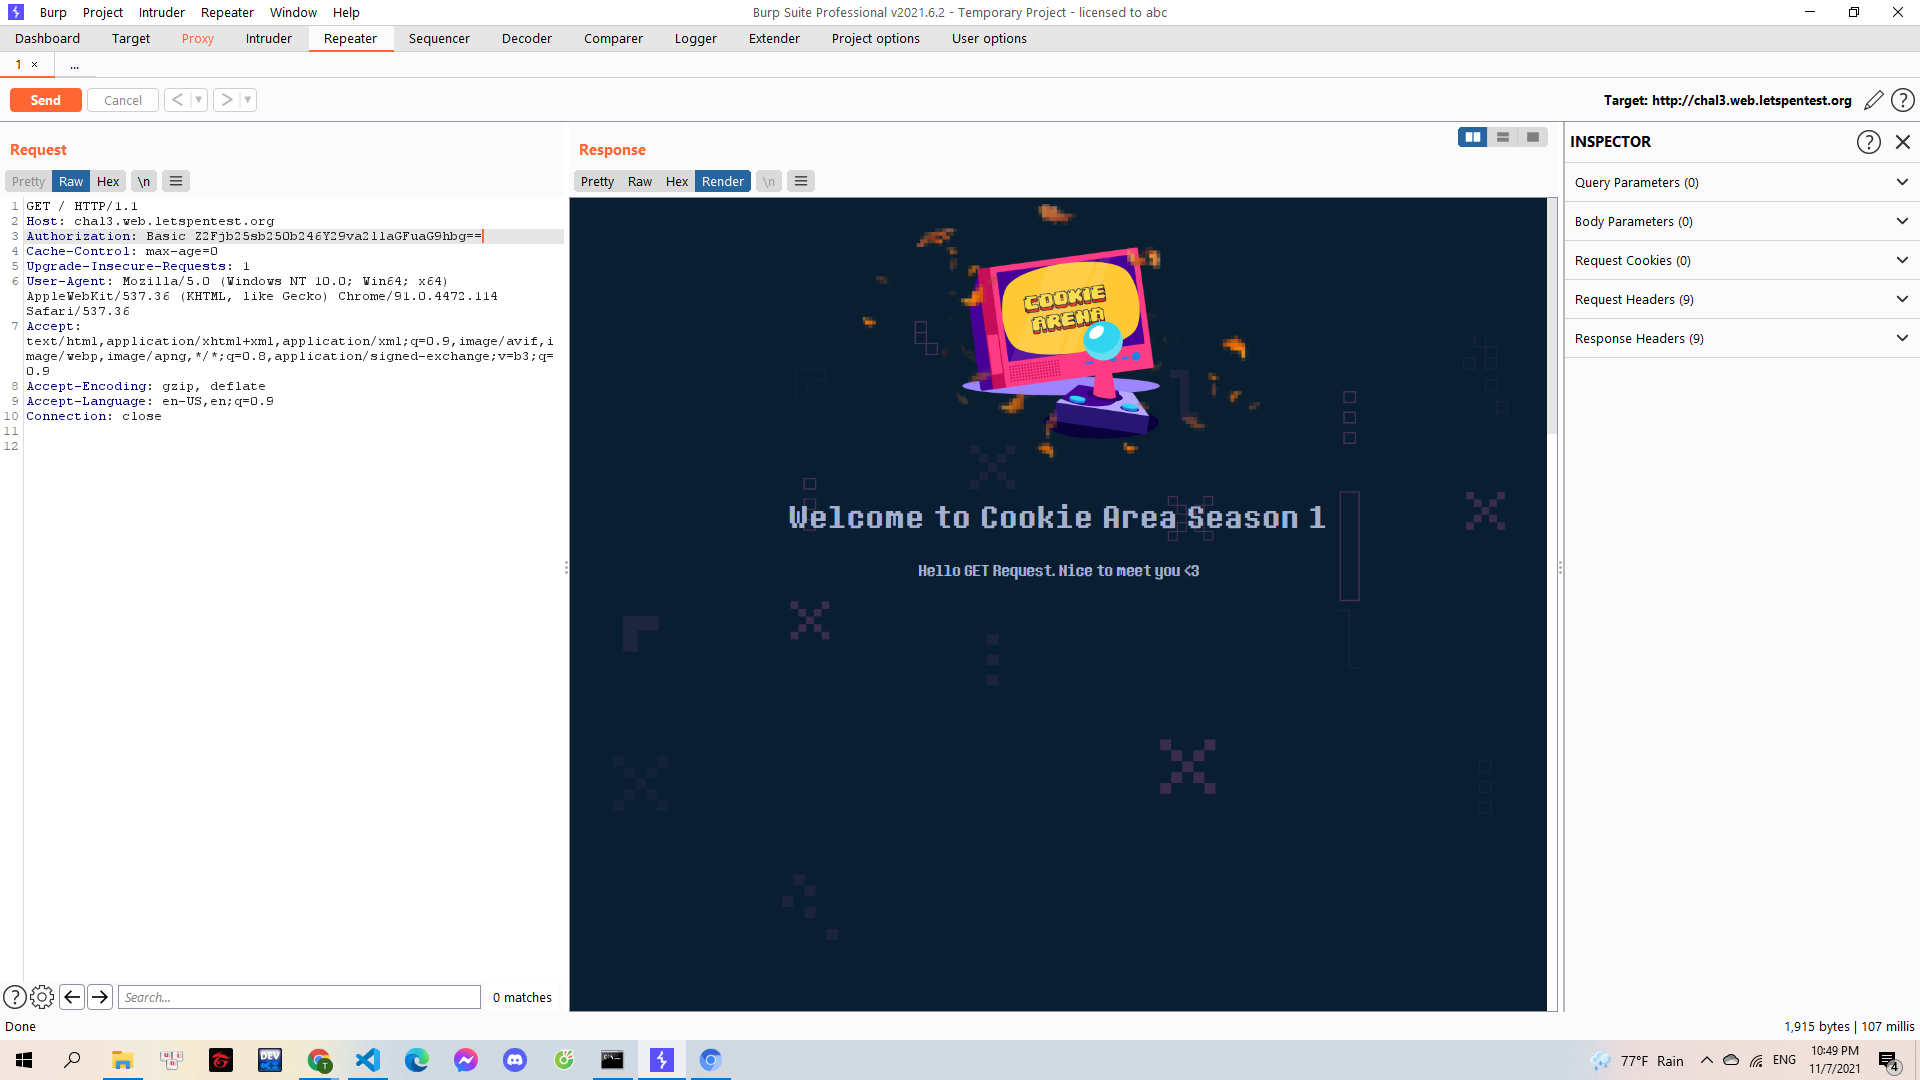 Burp Project Intruder Repeater Window Help
Burp Suite Professional v2021.6.2 - Temporary Project - licensed to abc
Dashboard Target Proxy Intruder Repeater Sequencer Decoder Comparer Logger Extender Project options User options
1 × ...
Send Cancel < >
Target: http://chal3.web.letspentest.org
Request
Pretty Raw Hex \n
1 GET / HTTP/1.1
2 Host: chal3.web.letspentest.org
3 Authorization: Basic Z2Fjb25sb250b246Y29va2llaGFuaG9hbg==
4 Cache-Control: max-age=0
5 Upgrade-Insecure-Requests: 1
6 User-Agent: Mozilla/5.0 (Windows NT 10.0; Win64; x64)
AppleWebKit/537.36 (KHTML, like Gecko) Chrome/91.0.4472.114
Safari/537.36
7 Accept:
text/html,application/xhtml+xml,application/xml;q=0.9,image/avif,i
mage/webp,image/apng,*/*;q=0.8,application/signed-exchange;v=b3;q=
0.9
8 Accept-Encoding: gzip, deflate
9 Accept-Language: en-US,en;q=0.9
10 Connection: close
11
12
Search...
0 matches
Response
Pretty Raw Hex Render \n
COOKIE
ARENA
Welcome to Cookie Area Season 1
Hello GET Request. Nice to meet you <3
INSPECTOR
Query Parameters (0)
Body Parameters (0)
Request Cookies (0)
Request Headers (9)
Response Headers (9)
Done
1,915 bytes | 107 millis
DEV
T
77°F Rain
ENG
10:49 PM
11/7/2021
4